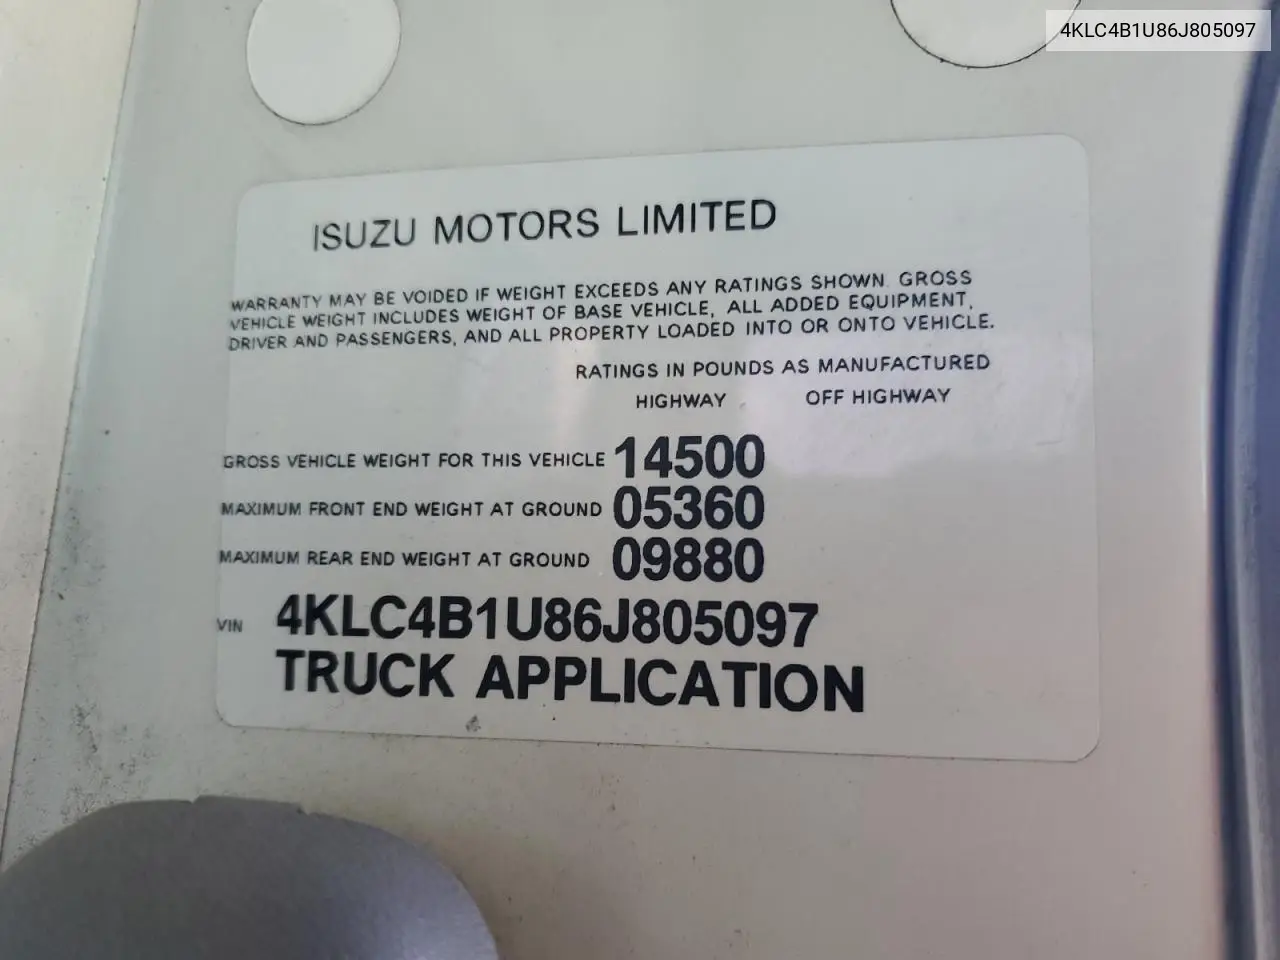 4KLC4B1U86J805097
ISUZU MOTORS LIMITED
WARRANTY MAY BE VOIDED IF WEIGHT EXCEEDS ANY RATINGS SHOWN. GROSS
VEHICLE WEIGHT INCLUDES WEIGHT OF BASE VEHICLE, ALL ADDED EQUIPMENT,
DRIVER AND PASSENGERS, AND ALL PROPERTY LOADED INTO OR ONTO VEHICLE.
RATINGS IN POUNDS AS MANUFACTURED
HIGHWAY OFF HIGHWAY
GROSS VEHICLE WEIGHT FOR THIS VEHICLE 14500
MAXIMUM FRONT END WEIGHT AT GROUND 05360
MAXIMUM REAR END WEIGHT AT GROUND 09880
VIN 4KLC4B1U86J805097
TRUCK APPLICATION